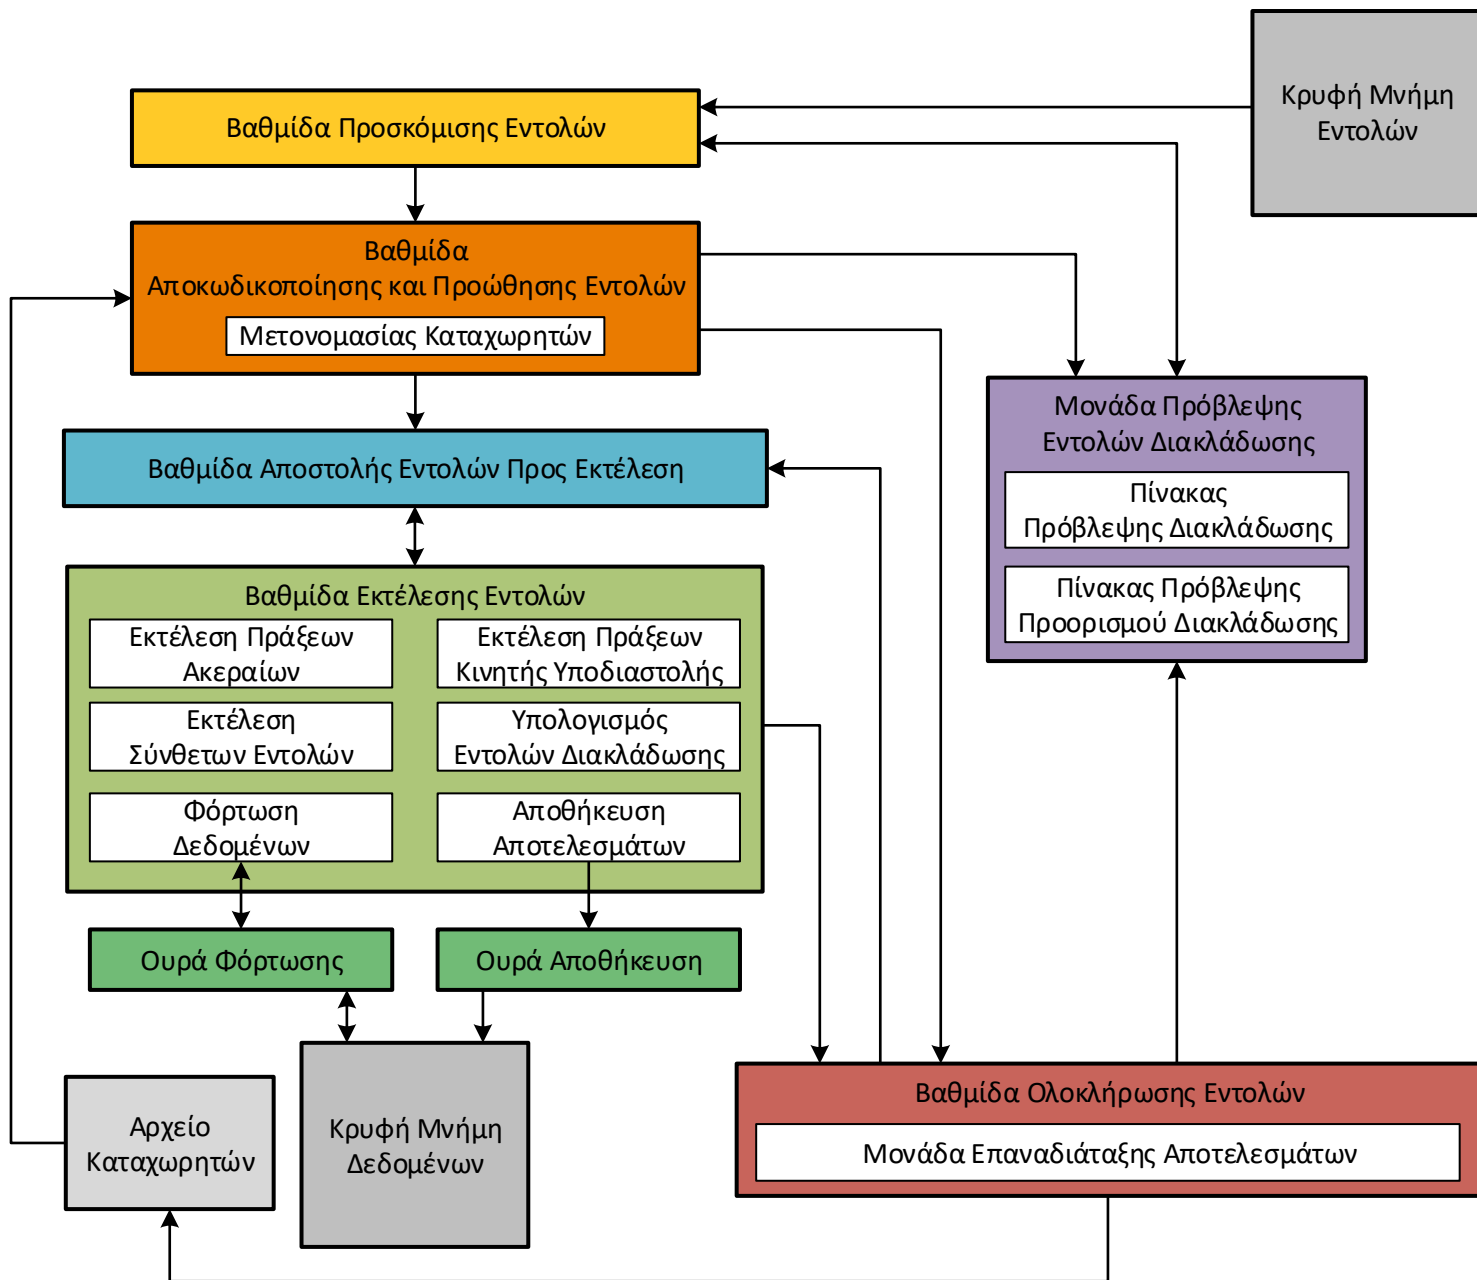 Κρυφή Μνήμη
Εντολών
Βαθμίδα Προσκόμισης Εντολών
Βαθμίδα
Αποκωδικοποίησης και Προώθησης Εντολών
Μετονομασίας Καταχωρητών
Μονάδα Πρόβλεψης
Εντολών Διακλάδωσης
Πίνακας
Πρόβλεψης Διακλάδωσης
Πίνακας Πρόβλεψης
Προορισμού Διακλάδωσης
Βαθμίδα Αποστολής Εντολών Προς Εκτέλεση
Βαθμίδα Εκτέλεσης Εντολών
Εκτέλεση Πράξεων
Ακεραίων
Εκτέλεση Πράξεων
Κινητής Υποδιαστολής
Εκτέλεση
Σύνθετων Εντολών
Υπολογισμός
Εντολών Διακλάδωσης
Φόρτωση
Δεδομένων
Αποθήκευση
Αποτελεσμάτων
Ουρά Φόρτωσης
Ουρά Αποθήκευση
Αρχείο
Καταχωρητών
Κρυφή Μνήμη
Δεδομένων
Βαθμίδα Ολοκλήρωσης Εντολών
Μονάδα Επαναδιάταξης Αποτελεσμάτων